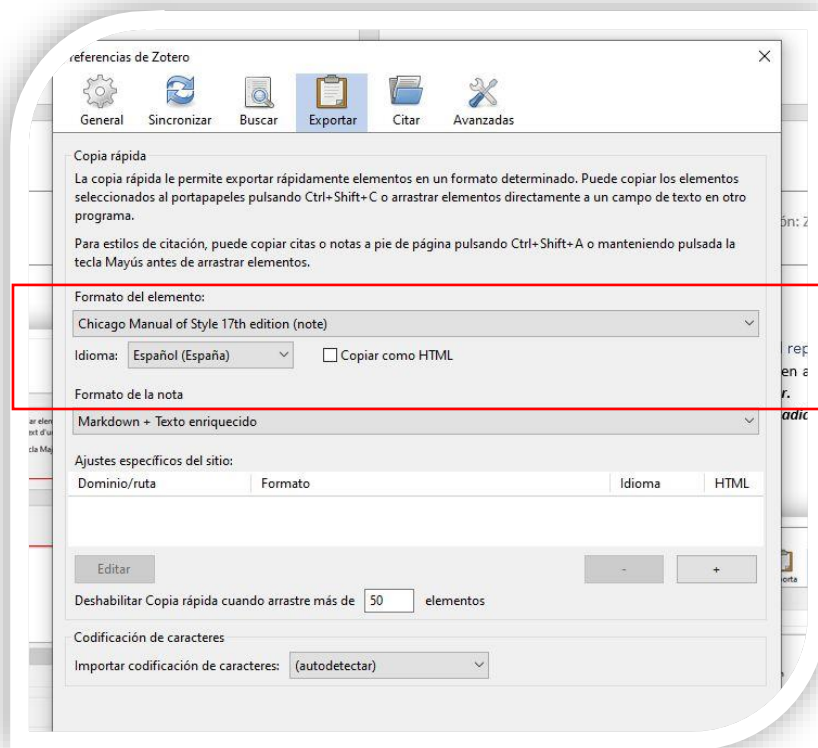 referencias de Zotero
General Sincronizar Buscar Exportar Citar Avanzadas
Copia rápida
La copia rápida le permite exportar rápidamente elementos en un formato determinado. Puede copiar los elementos
seleccionados al portapapeles pulsando Ctrl+Shift+C o arrastrar elementos directamente a un campo de texto en otro
programa.
Para estilos de citación, puede copiar citas o notas a pie de página pulsando Ctrl+Shift+A o manteniendo pulsada la
tecla Mayús antes de arrastrar elementos.
Formato del elemento:
Chicago Manual of Style 17th edition (note)
Idioma: Español (España) Copiar como HTML
Formato de la nota
Markdown + Texto enriquecido
Ajustes específicos del sitio:
Dominio/ruta Formato Idioma HTML
Editar - +
Deshabilitar Copia rápida cuando arrastre más de 50 elementos
Codificación de caracteres
Importar codificación de caracteres: (autodetectar)